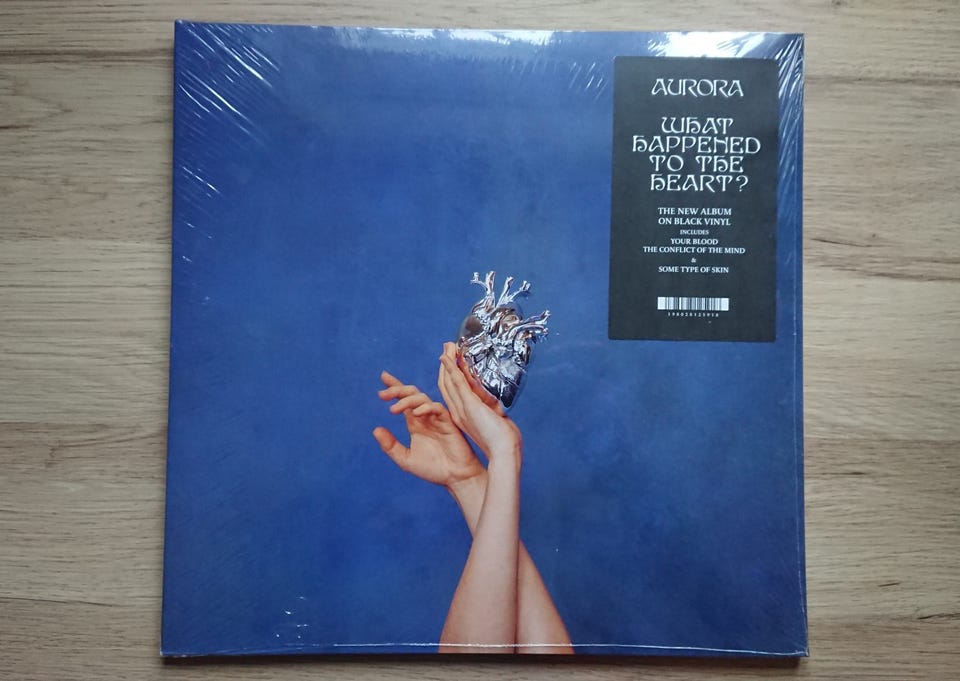 AURORA
WHAT
HAPPENED
TO THE
HEART?
THE NEW ALBUM
ON BLACK VINYL
INCLUDES
YOUR BLOOD
THE CONFLICT OF THE MIND
&
SOME TYPE OF SKIN
198028125918